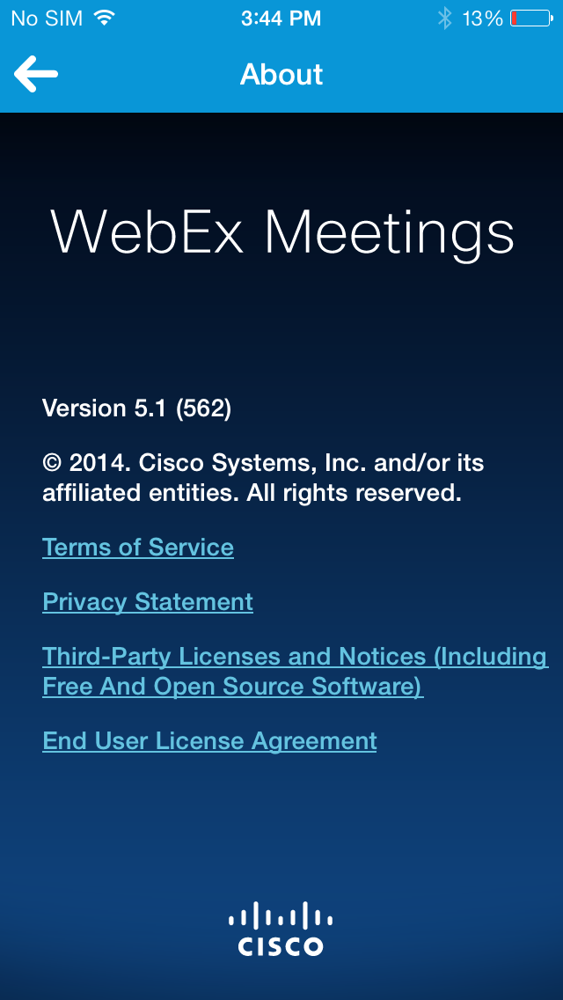 No SIM 3:44 PM 13%
About
WebEx Meetings
Version 5.1 (562)
© 2014. Cisco Systems, Inc. and/or its
affiliated entities. All rights reserved.
Terms of Service
Privacy Statement
Third-Party Licenses and Notices (Including
Free And Open Source Software)
End User License Agreement
CISCO